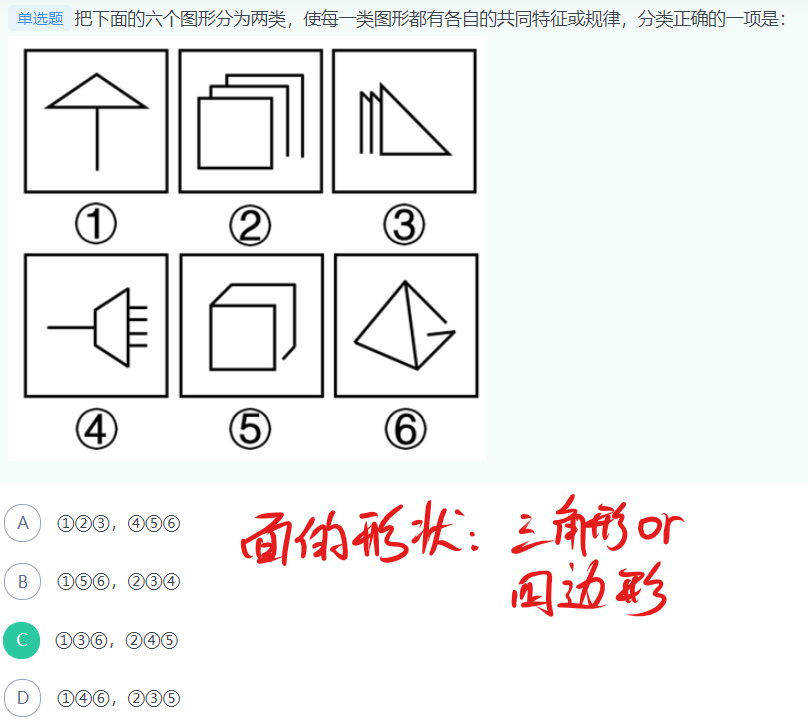 单选题 把下面的六个图形分为两类，使每一类图形都有各自的共同特征或规律，分类正确的一项是：
① ② ③
④ ⑤ ⑥
A ①②③，④⑤⑥
B ①⑤⑥，②③④
C ①③⑥，②④⑤
D ①④⑥，②③⑤
面的形状：三角形or
四边形